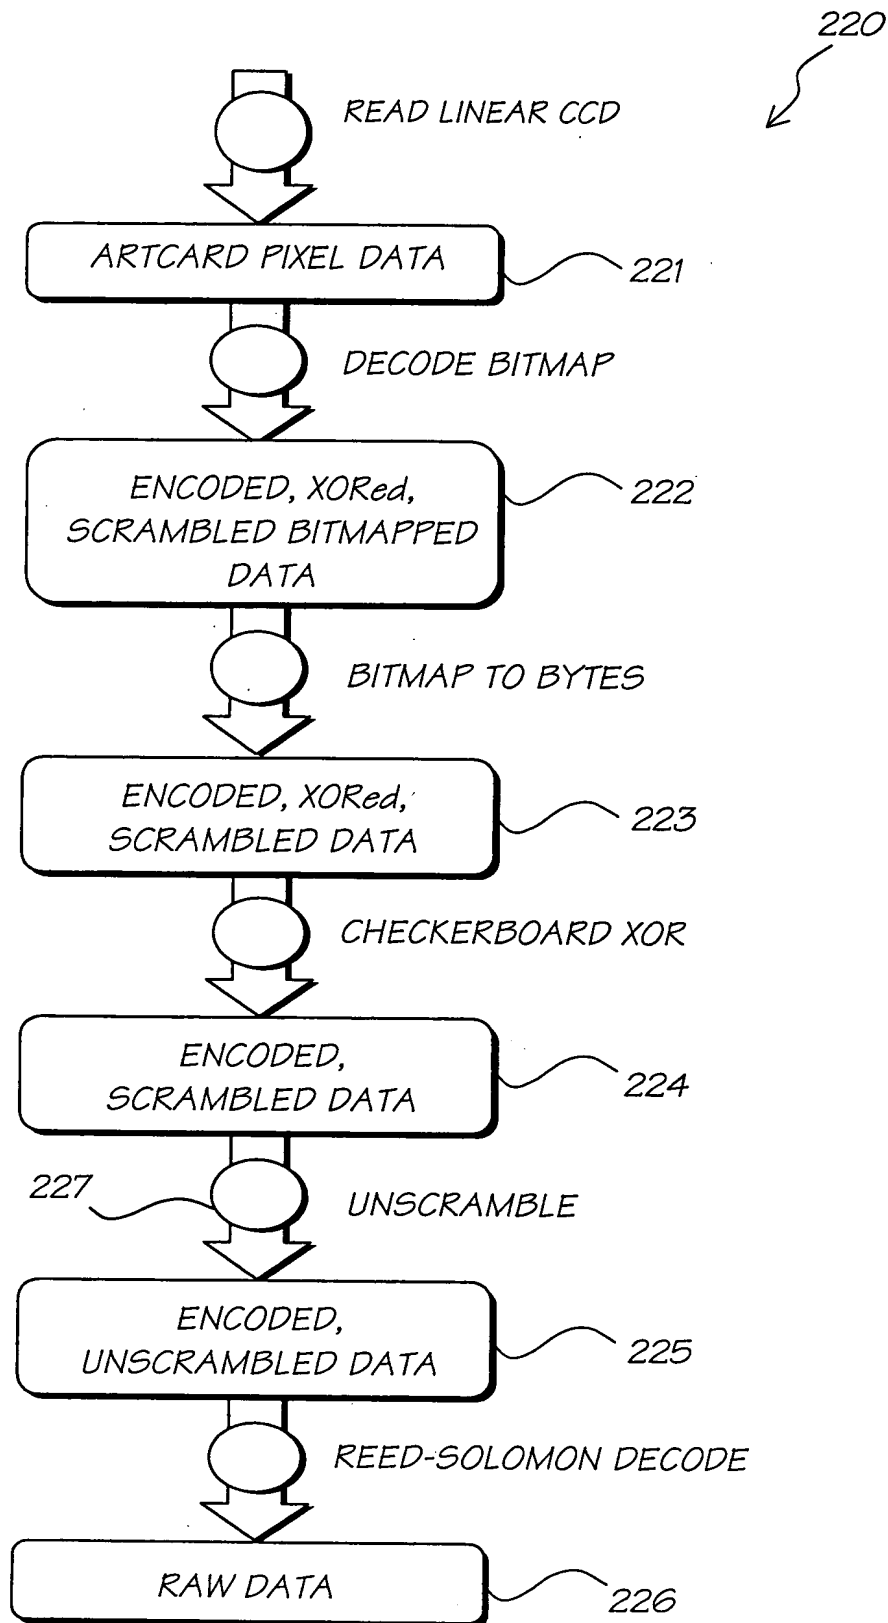 220
READ LINEAR CCD
ARTCARD PIXEL DATA
221
DECODE BITMAP
ENCODED, XORed,
SCRAMBLED BITMAPPED
DATA
222
BITMAP TO BYTES
ENCODED, XORed,
SCRAMBLED DATA
223
CHECKERBOARD XOR
ENCODED,
SCRAMBLED DATA
224
227
UNSCRAMBLE
ENCODED,
UNSCRAMBLED DATA
225
REED-SOLOMON DECODE
RAW DATA
226